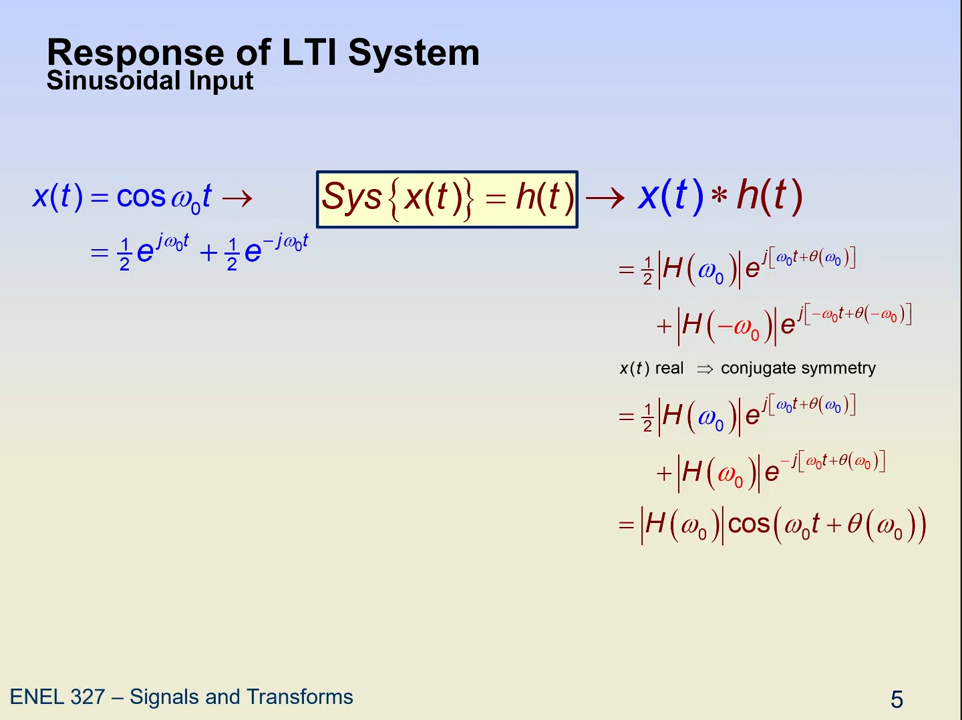 Response of LTI System
Sinusoidal Input
x(t) = cos ω₀t → Sys{x(t)} = h(t) → x(t) ∗ h(t)
= ½e^{jω₀t} + ½e^{−jω₀t}
= ½|H(ω₀)|e^{j[ω₀t+θ(ω₀)]}
+ |H(−ω₀)|e^{j[−ω₀t+θ(−ω₀)]}
x(t) real ⇒ conjugate symmetry
= ½|H(ω₀)|e^{j[ω₀t+θ(ω₀)]}
+ |H(ω₀)|e^{−j[ω₀t+θ(ω₀)]}
= |H(ω₀)|cos(ω₀t + θ(ω₀))
ENEL 327 – Signals and Transforms
5